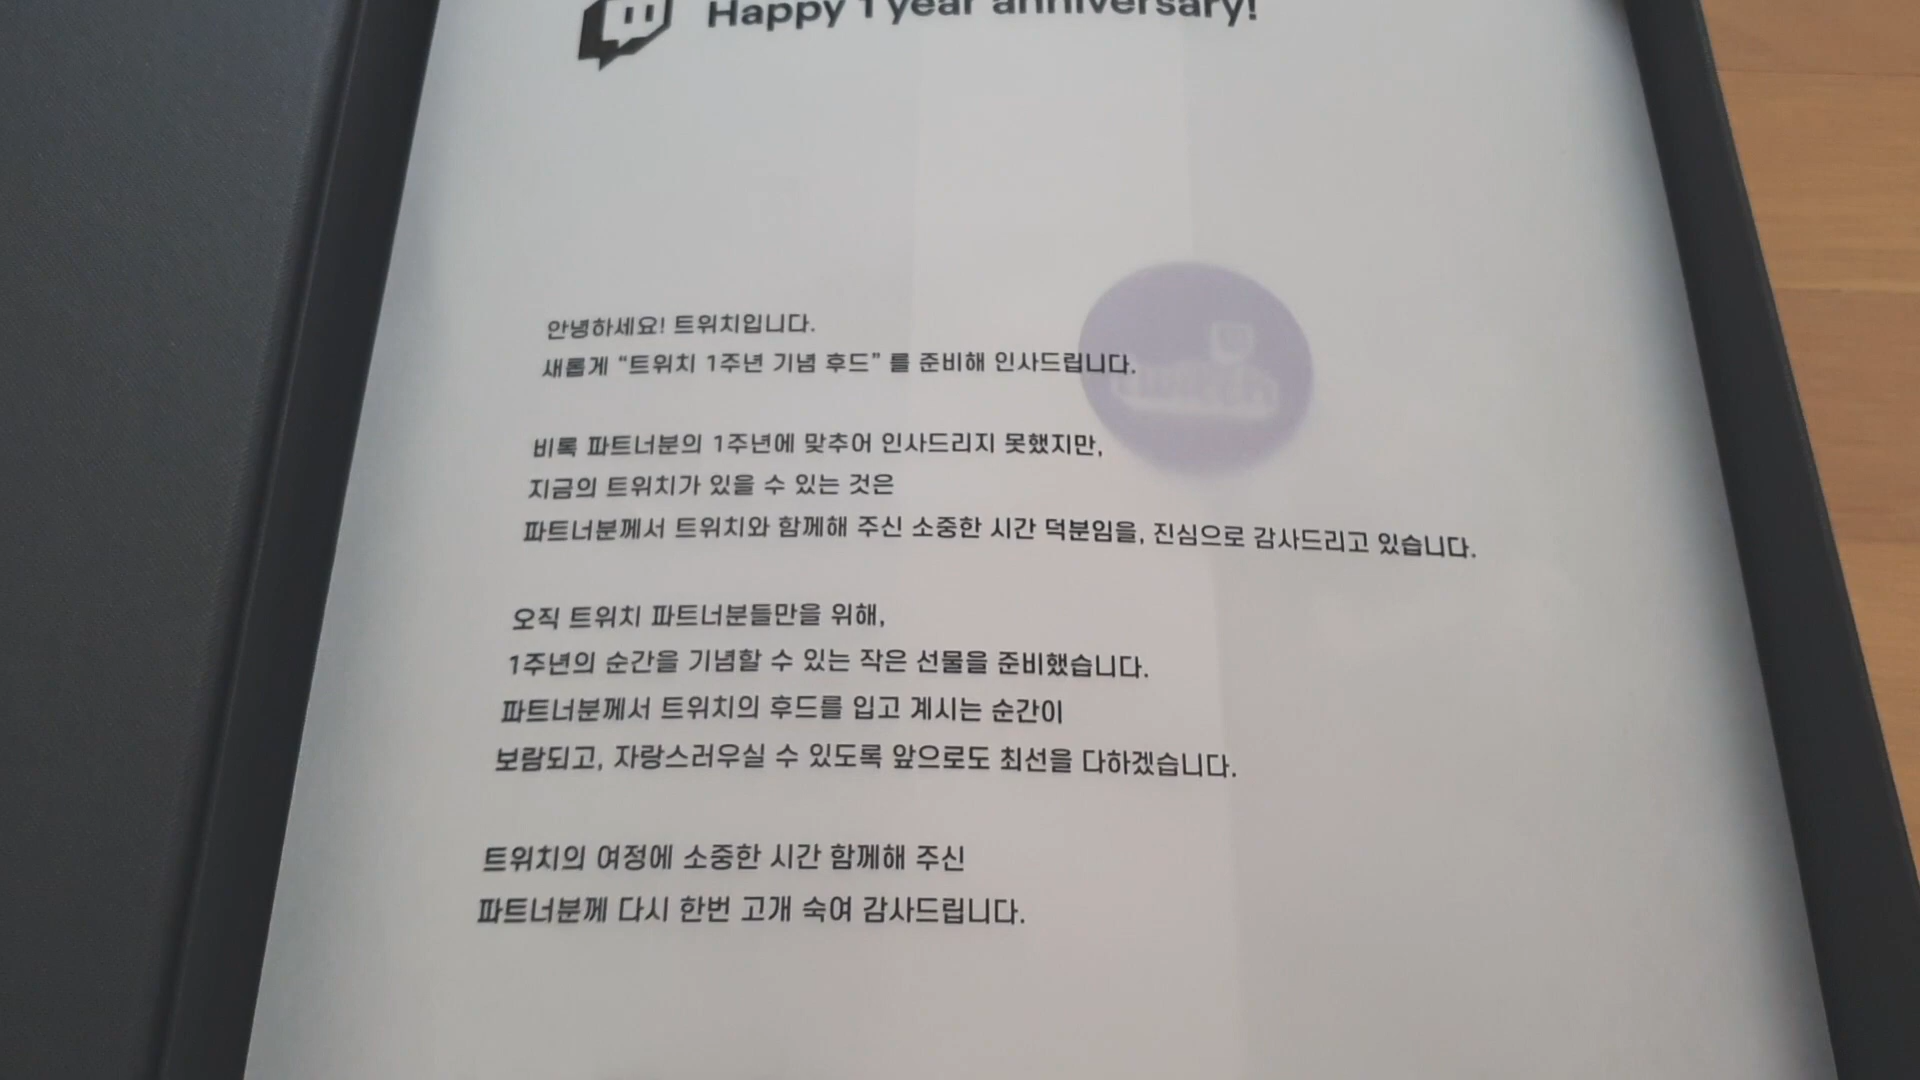 Happy 1 year anniversary!
안녕하세요! 트위치입니다.
새롭게 “트위치 1주년 기념 후드” 를 준비해 인사드립니다.
비록 파트너분의 1주년에 맞추어 인사드리지 못했지만,
지금의 트위치가 있을 수 있는 것은
파트너분께서 트위치와 함께해 주신 소중한 시간 덕분임을, 진심으로 감사드리고 있습니다.
오직 트위치 파트너분들만을 위해,
1주년의 순간을 기념할 수 있는 작은 선물을 준비했습니다.
파트너분께서 트위치의 후드를 입고 계시는 순간이
보람되고, 자랑스러우실 수 있도록 앞으로도 최선을 다하겠습니다.
트위치의 여정에 소중한 시간 함께해 주신
파트너분께 다시 한번 고개 숙여 감사드립니다.